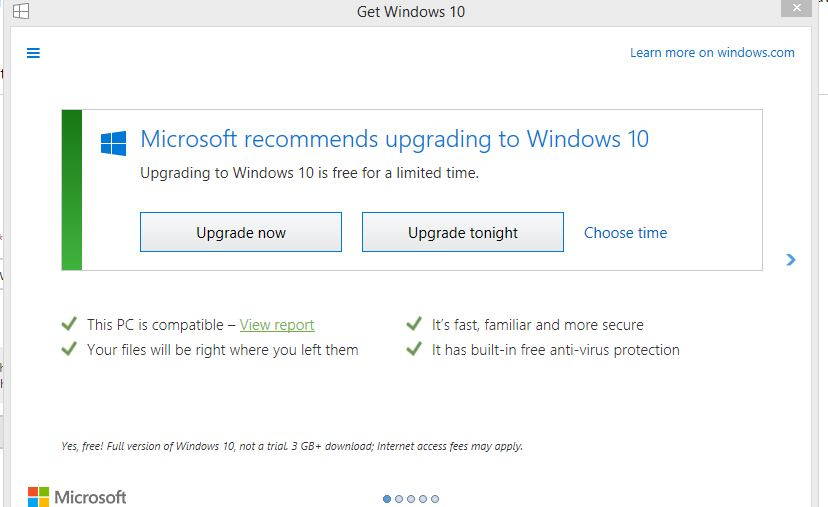 Get Windows 10
Learn more on windows.com
Microsoft recommends upgrading to Windows 10
Upgrading to Windows 10 is free for a limited time.
Upgrade now
Upgrade tonight
Choose time
This PC is compatible – View report
Your files will be right where you left them
It's fast, familiar and more secure
It has built-in free anti-virus protection
Yes, free! Full version of Windows 10, not a trial. 3 GB+ download; Internet access fees may apply.
Microsoft